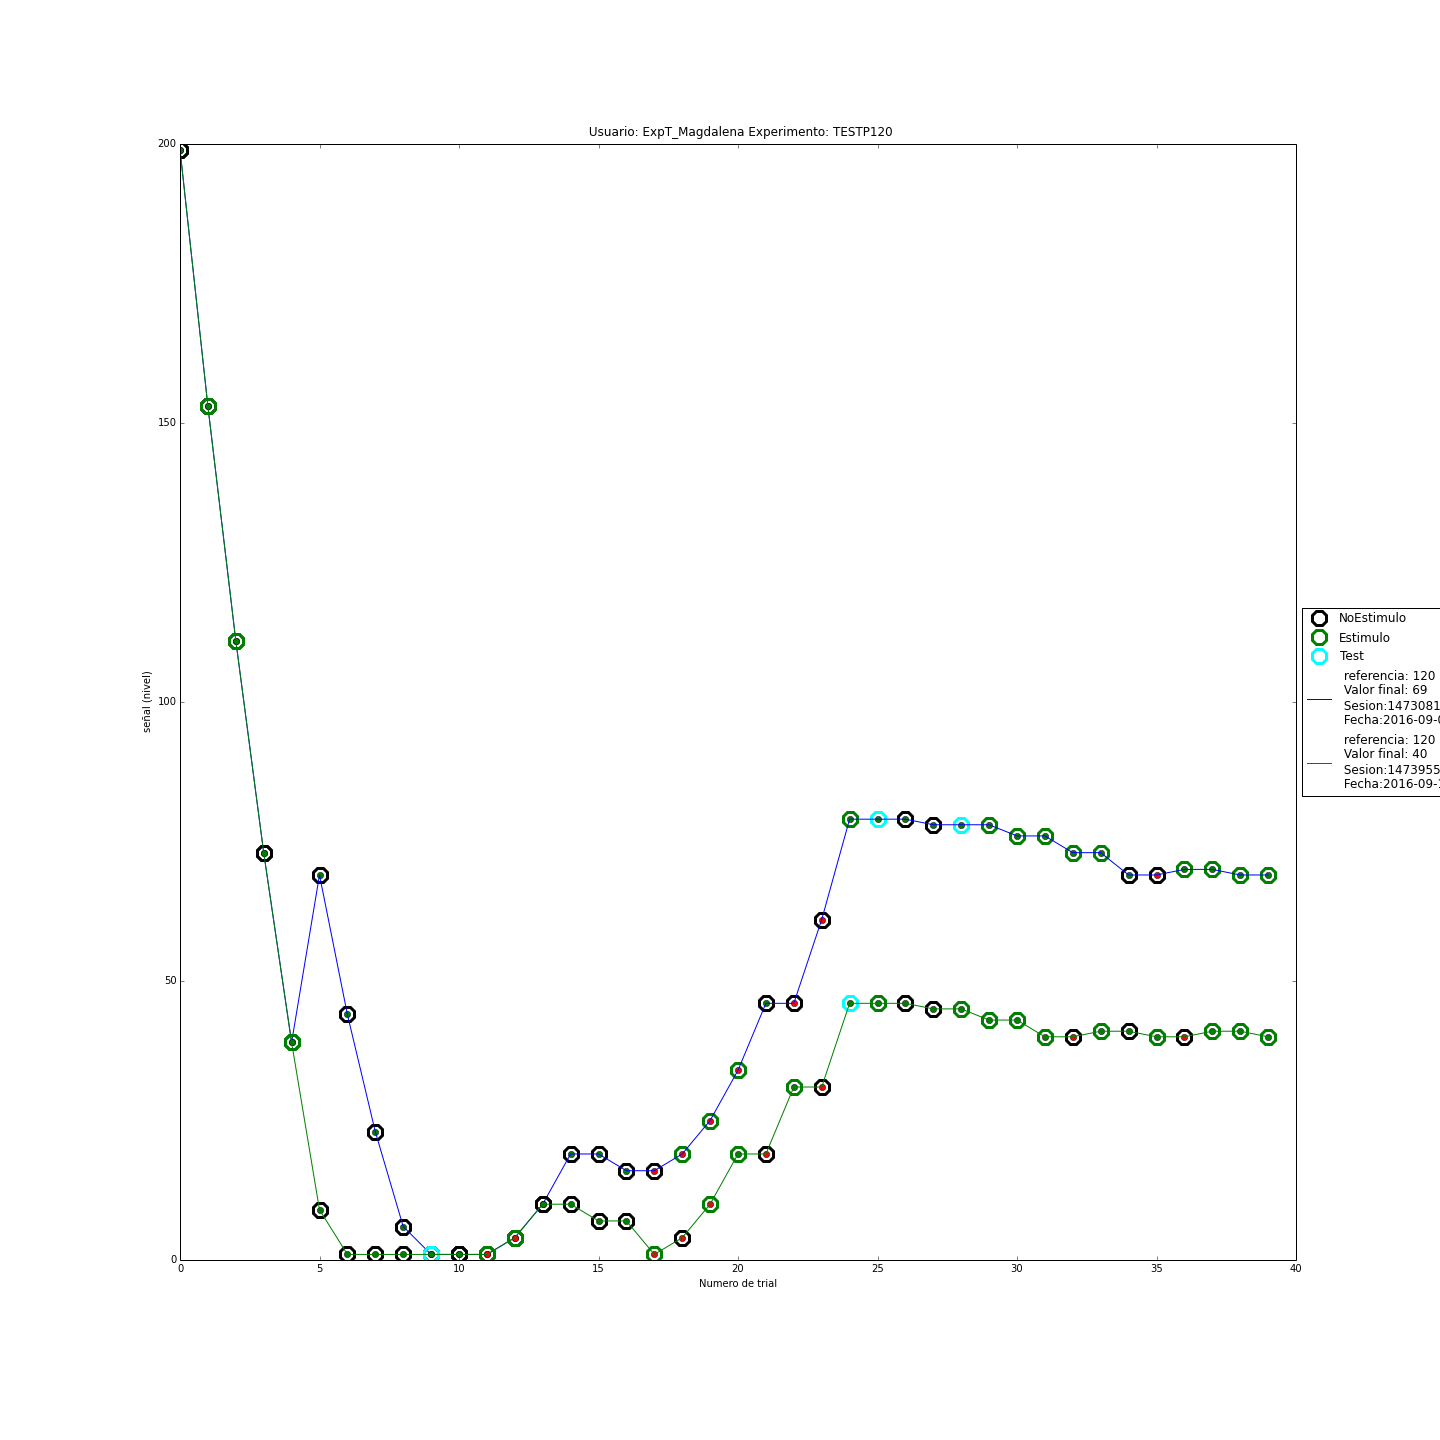 Usuario: ExpT_Magdalena Experimento: TESTP120
200
150
100
50
0
señal (nivel)
0 5 10 15 20 25 30 35 40
Numero de trial
NoEstimulo
Estimulo
Test
referencia: 120
Valor final: 69
Sesion:1473081
Fecha:2016-09-0
referencia: 120
Valor final: 40
Sesion:1473955
Fecha:2016-09-1